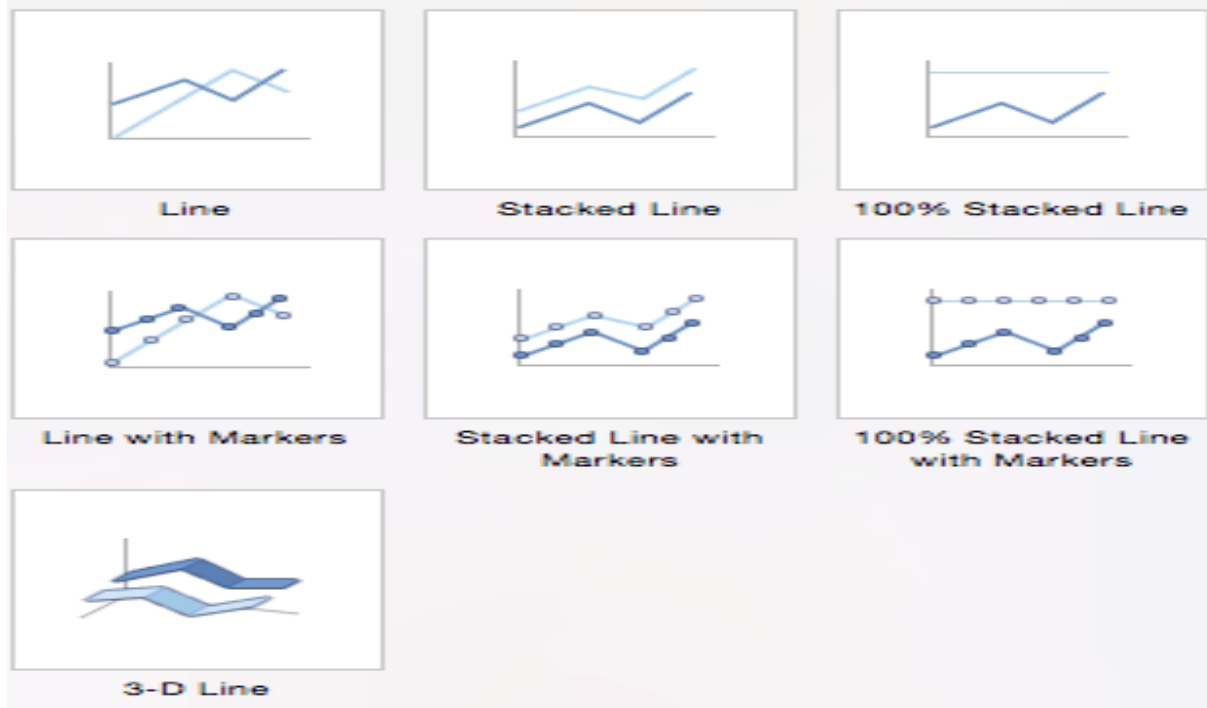 Line
Stacked Line
100% Stacked Line
Line with Markers
Stacked Line with
Markers
100% Stacked Line
with Markers
3-D Line